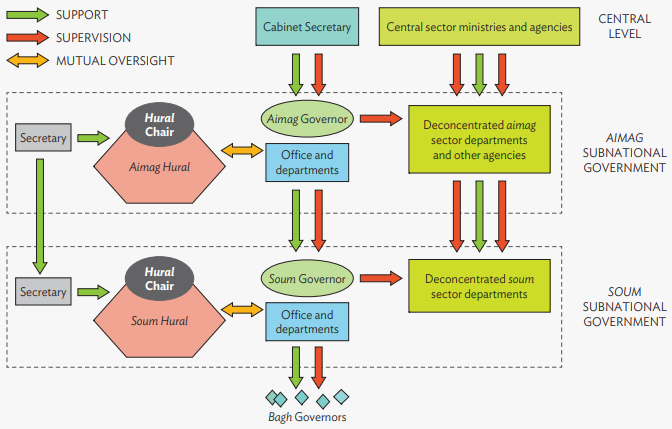 SUPPORT
SUPERVISION
MUTUAL OVERSIGHT
Cabinet Secretary
Central sector ministries and agencies
CENTRAL
LEVEL
Secretary
Hural
Chair
Aimag Hural
Aimag Governor
Office and
departments
Deconcentrated aimag
sector departments
and other agencies
AIMAG
SUBNATIONAL
GOVERNMENT
Secretary
Hural
Chair
Soum Hural
Soum Governor
Office and
departments
Deconcentrated soum
sector departments
SOUM
SUBNATIONAL
GOVERNMENT
Bagh Governors